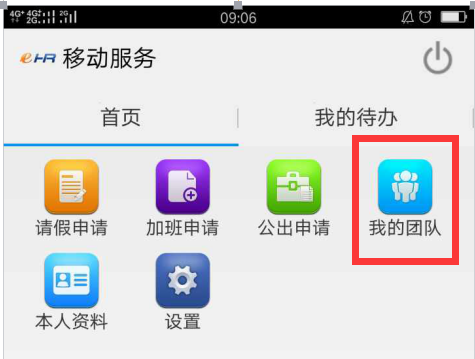 4G+ 4G 2G 2G 09:06
eHR 移动服务
首页 我的待办
请假申请 加班申请 公出申请 我的团队
本人资料 设置